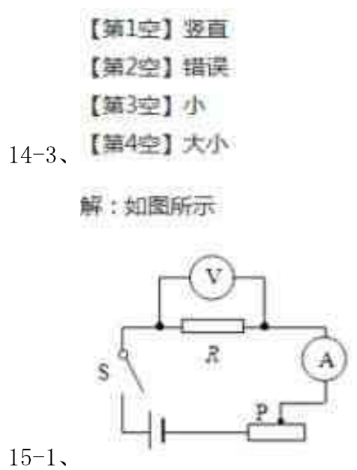 【第1空】竖直
【第2空】错误
【第3空】小
14-3、【第4空】大小
解：如图所示
V
R
A
S
P
15-1、